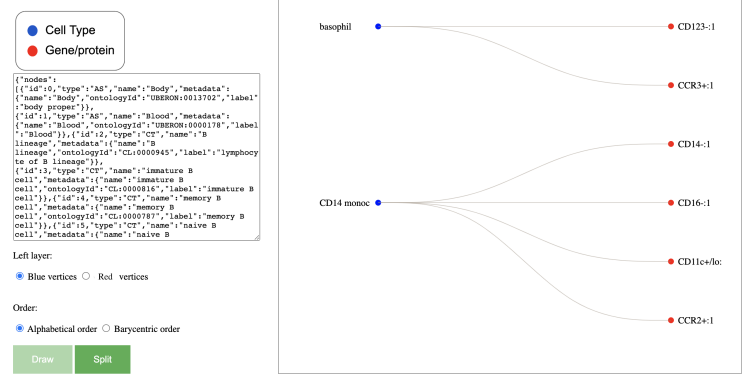 Cell Type
Gene/protein
{"nodes":
[{"id":0,"type":"AS","name":"Body","metadata":
{"name":"Body","ontologyId":"UBERON:0013702","label"
:"body proper"}},
{"id":1,"type":"AS","name":"Blood","metadata":
{"name":"Blood","ontologyId":"UBERON:0000178","label
":"Blood"}},{"id":2,"type":"CT","name":"B
lineage","metadata":{"name":"B
lineage","ontologyId":"CL:0000945","label":"lymphocy
te of B lineage"}},
{"id":3,"type":"CT","name":"immature B
cell","metadata":{"name":"immature B
cell","ontologyId":"CL:0000816","label":"immature B
cell"}},{"id":4,"type":"CT","name":"memory B
cell","metadata":{"name":"memory B
cell","ontologyId":"CL:0000787","label":"memory B
cell"}},{"id":5,"type":"CT","name":"naive B
cell","metadata":{"name":"naive B
Left layer:
Blue vertices Red vertices
Order:
Alphabetical order Barycentric order
Draw Split
basophil
CD14 monoc
CD123-:1
CCR3+:1
CD14-:1
CD16-:1
CD11c+/lo:
CCR2+:1